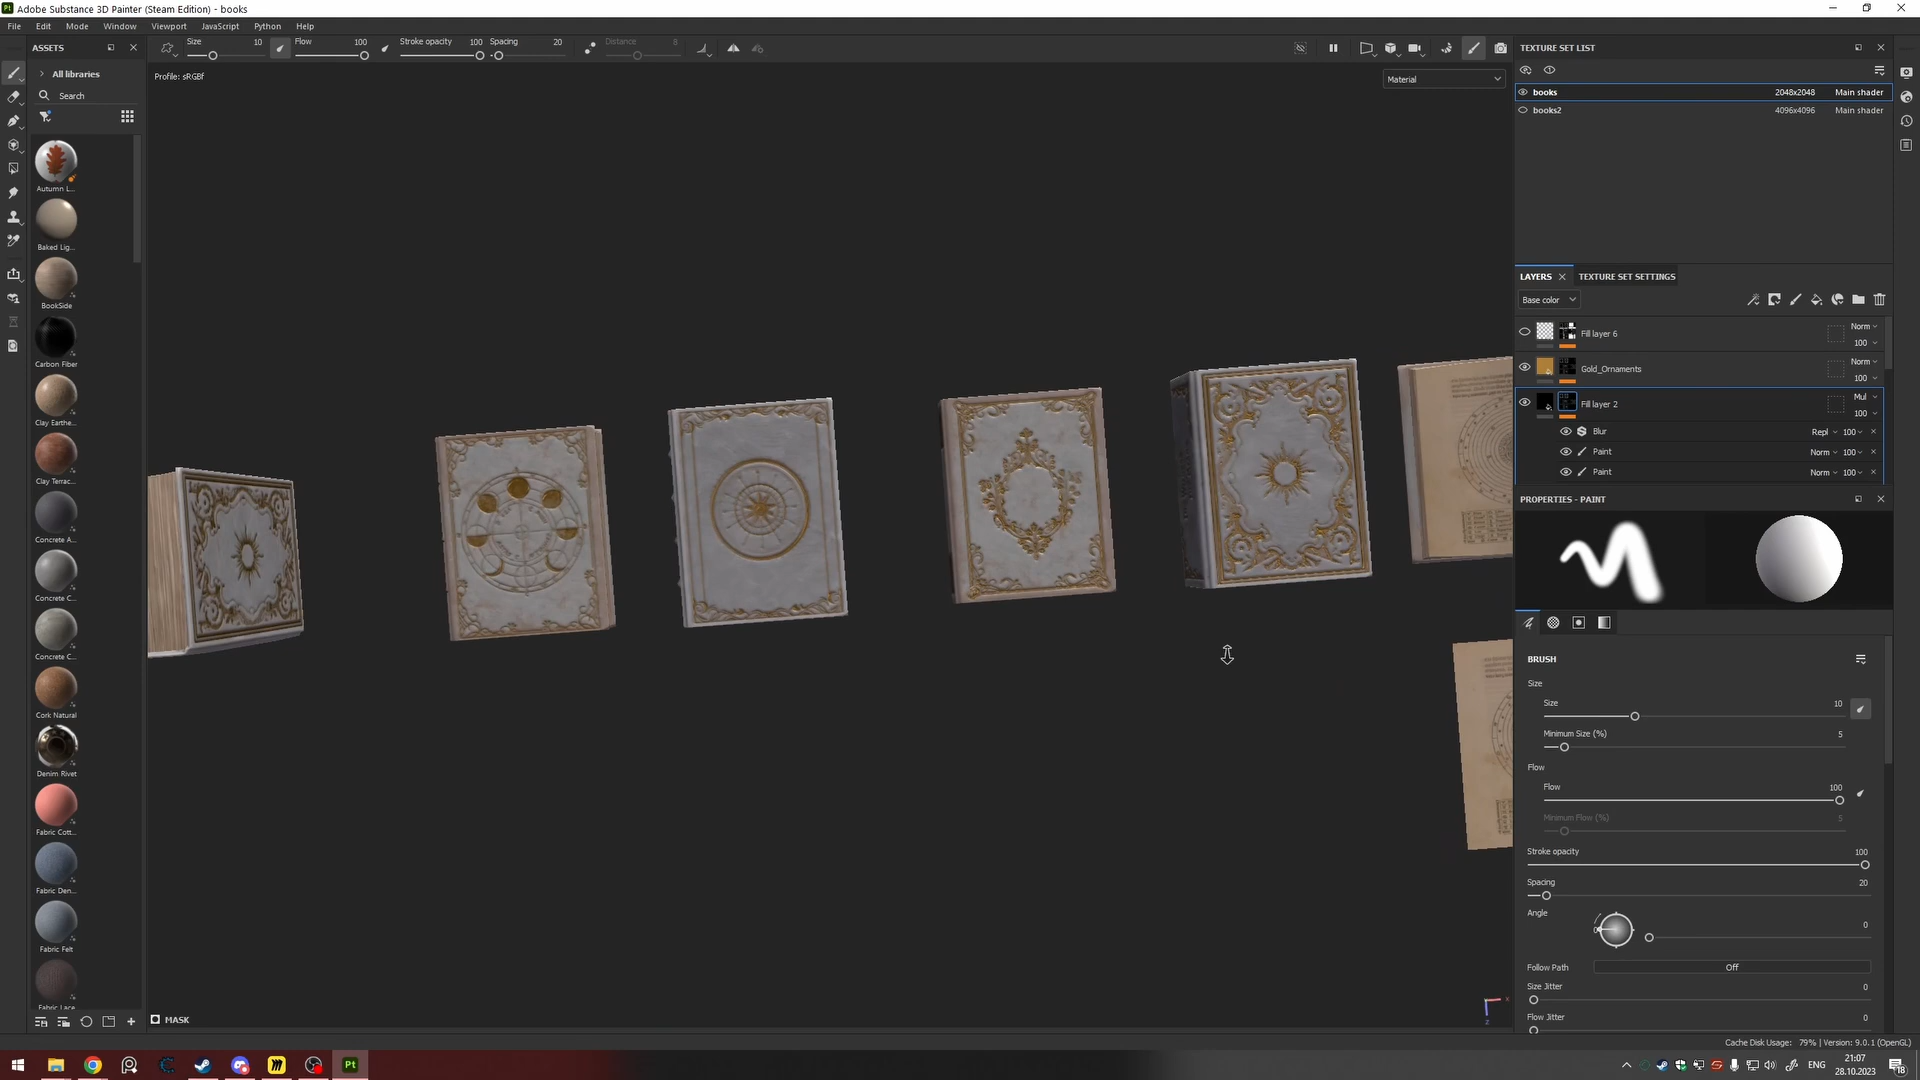 Adobe Substance 3D Painter (Steam Edition) - books
File Edit Mode Window Viewport JavaScript Python Help
ASSETS
Size 10 Flow 100 Stroke opacity 100 Spacing 20 Distance 8
All libraries
Search
Profile: sRGBf
Material
Autumn L...
Baked Lig...
BookSide
Carbon Fiber
Clay Earthe...
Clay Terrac...
Concrete A...
Concrete C...
Concrete C...
Cork Natural
Denim Rivet
Fabric Cott...
Fabric Den...
Fabric Felt
Fabric Lace
MASK
TEXTURE SET LIST
books 2048x2048 Main shader
books2 4096x4096 Main shader
LAYERS TEXTURE SET SETTINGS
Base color
Fill layer 6 Norm 100
Gold_Ornaments Norm 100
Fill layer 2 Mul 100
Blur Repl 100
Paint Norm 100
Paint Norm 100
PROPERTIES - PAINT
BRUSH
Size
Size 10
Minimum Size (%) 5
Flow
Flow 100
Minimum Flow (%) 5
Stroke opacity 100
Spacing 20
Angle 0
Follow Path Off
Size Jitter 0
Flow Jitter 0
Cache Disk Usage: 79% | Version: 9.0.1 (OpenGL)
ENG
21:07
28.10.2023
18